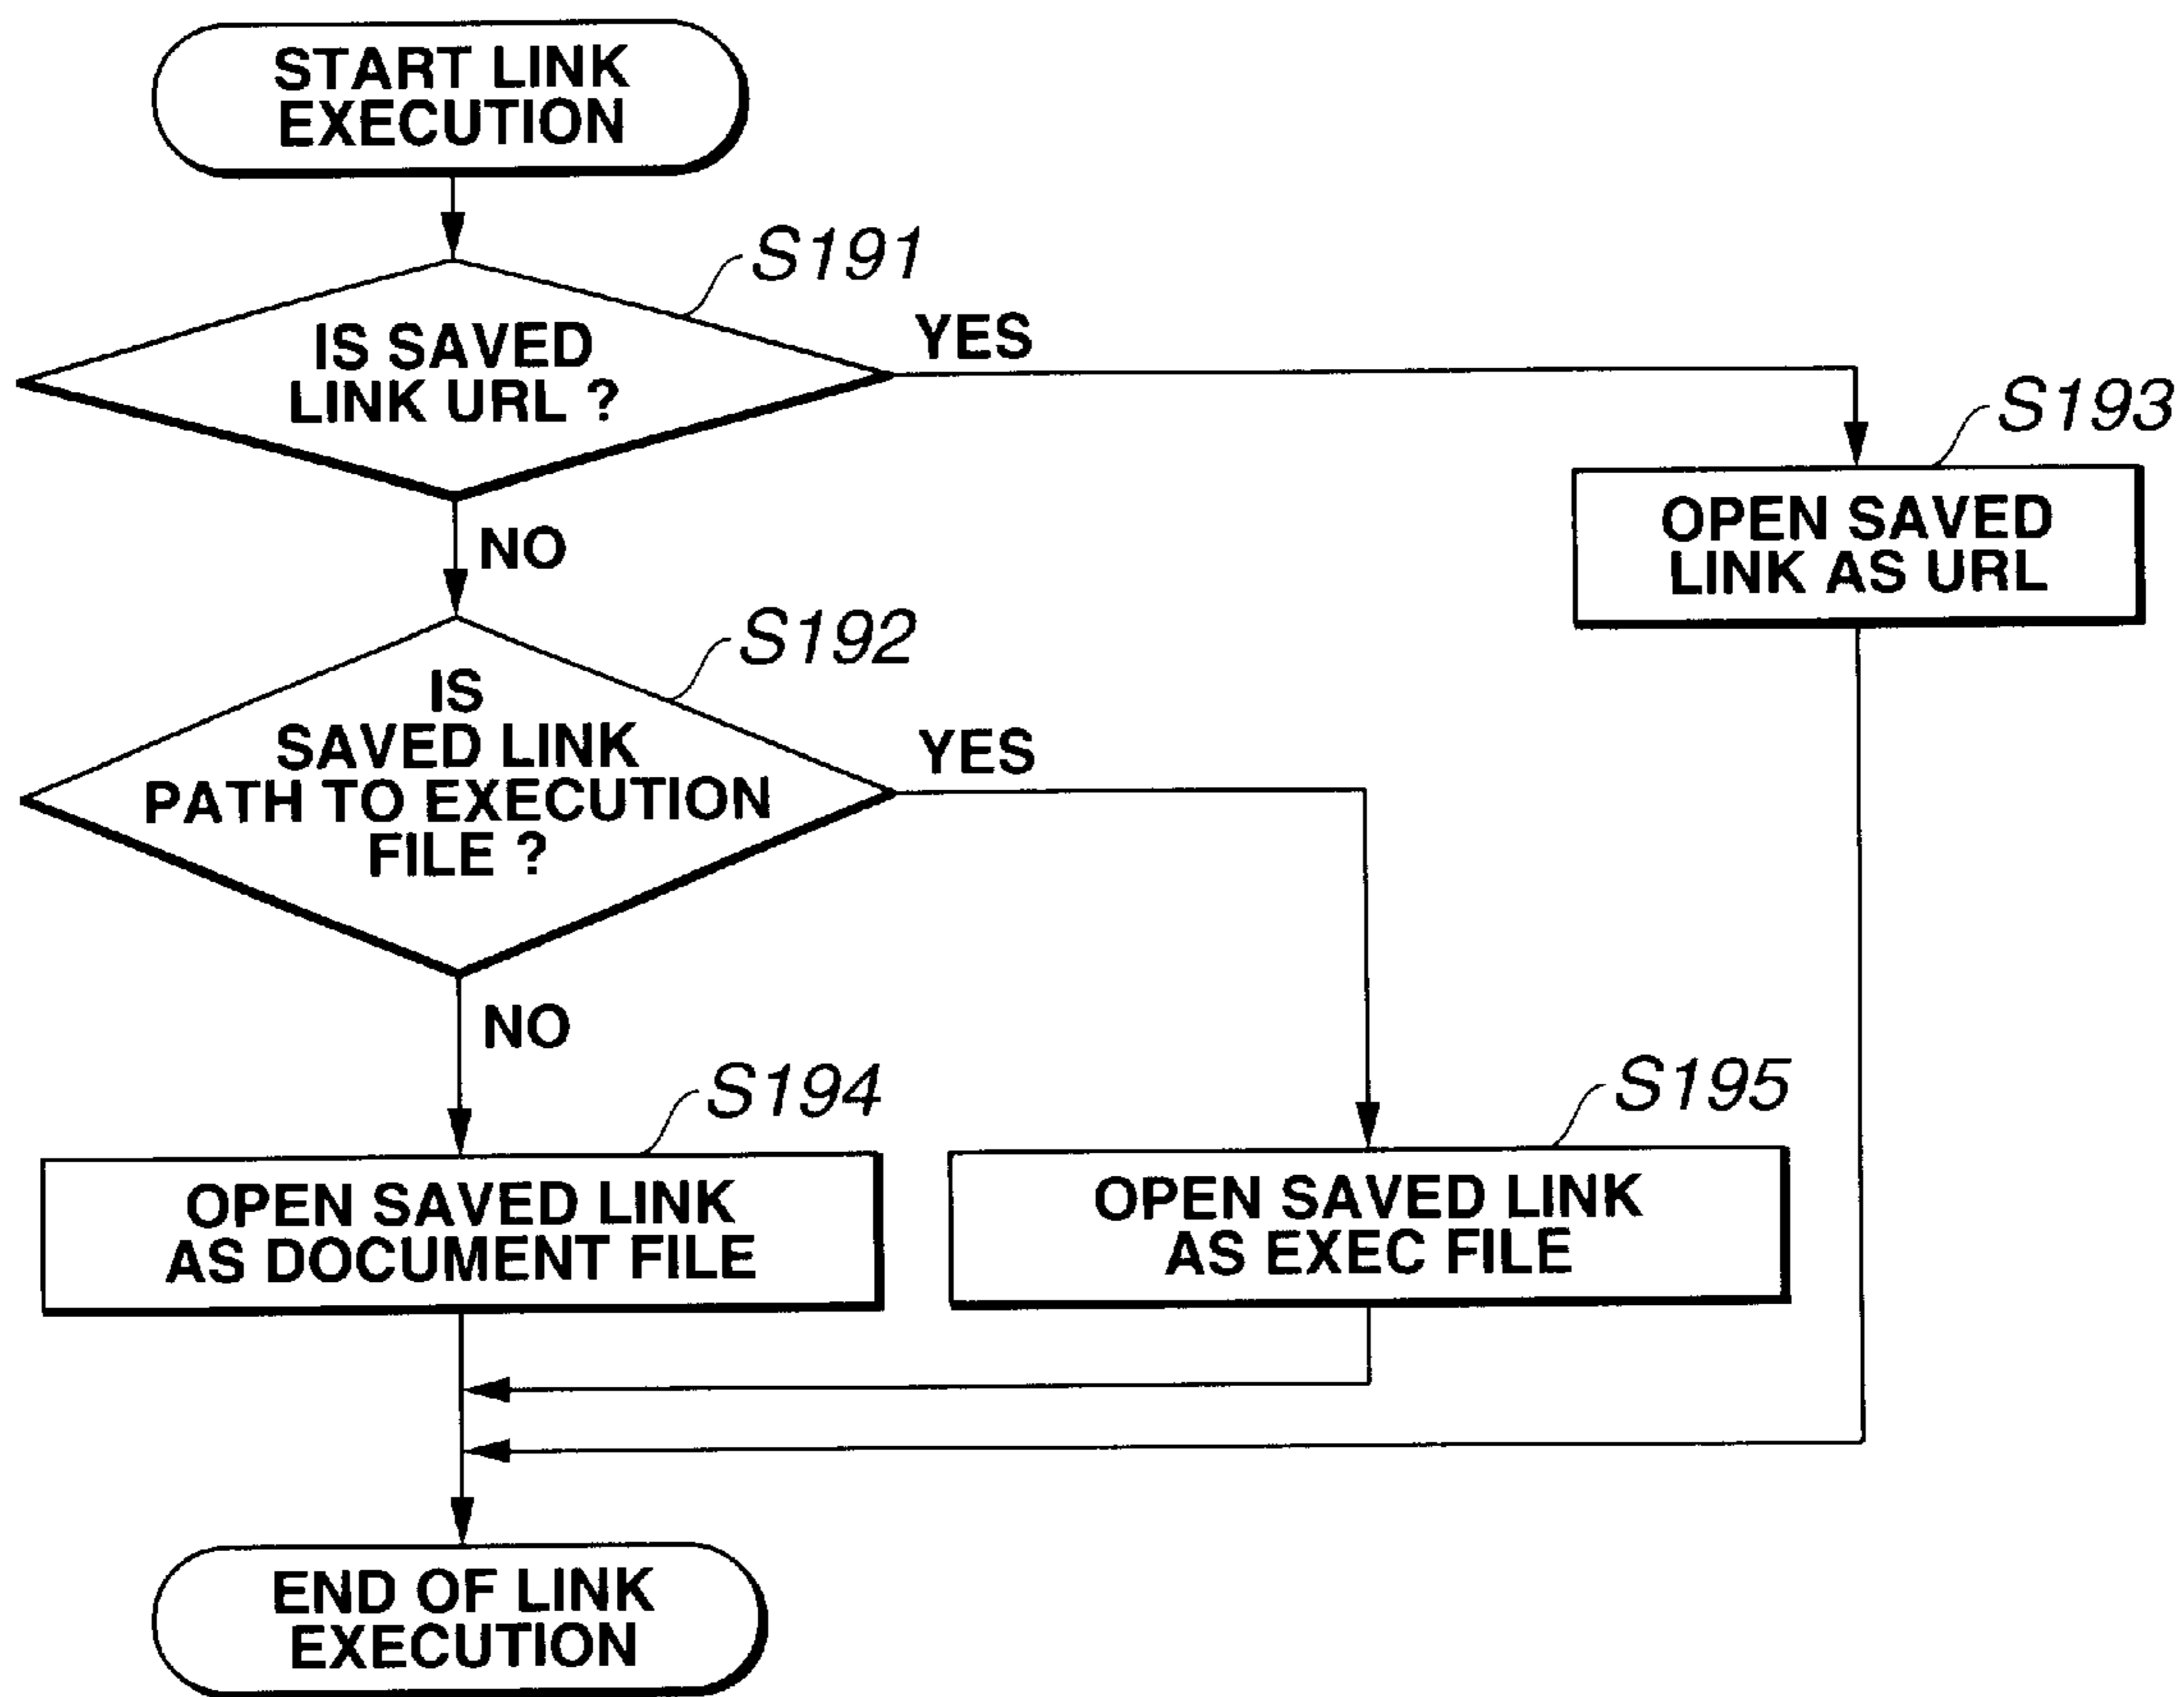 START LINK
EXECUTION
S191
IS SAVED
LINK URL ?
YES
S193
OPEN SAVED
LINK AS URL
NO
S192
IS
SAVED LINK
PATH TO EXECUTION
FILE ?
YES
NO
S194
OPEN SAVED LINK
AS DOCUMENT FILE
S195
OPEN SAVED LINK
AS EXEC FILE
END OF LINK
EXECUTION